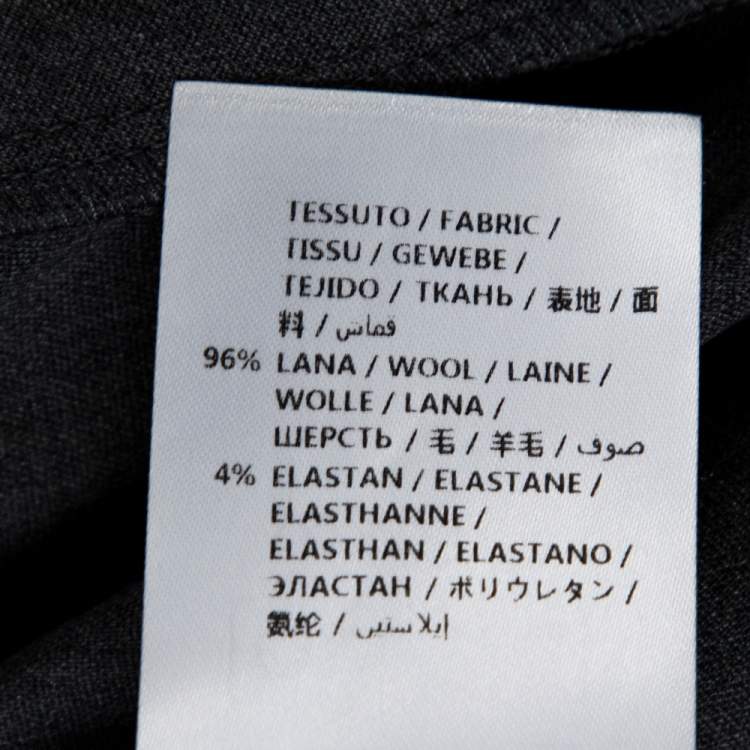 TESSUTO / FABRIC /
TISSU / GEWEBE /
TEJIDO / ТКАНЬ / 表地 / 面
料 / قماش
96% LANA / WOOL / LAINE /
WOLLE / LANA /
ШЕРСТЬ / 毛 / 羊毛 / صوف
4% ELASTAN / ELASTANE /
ELASTHANNE /
ELASTHAN / ELASTANO /
ЭЛАСТАН / ポリウレタン /
氨纶 / إيلاستين